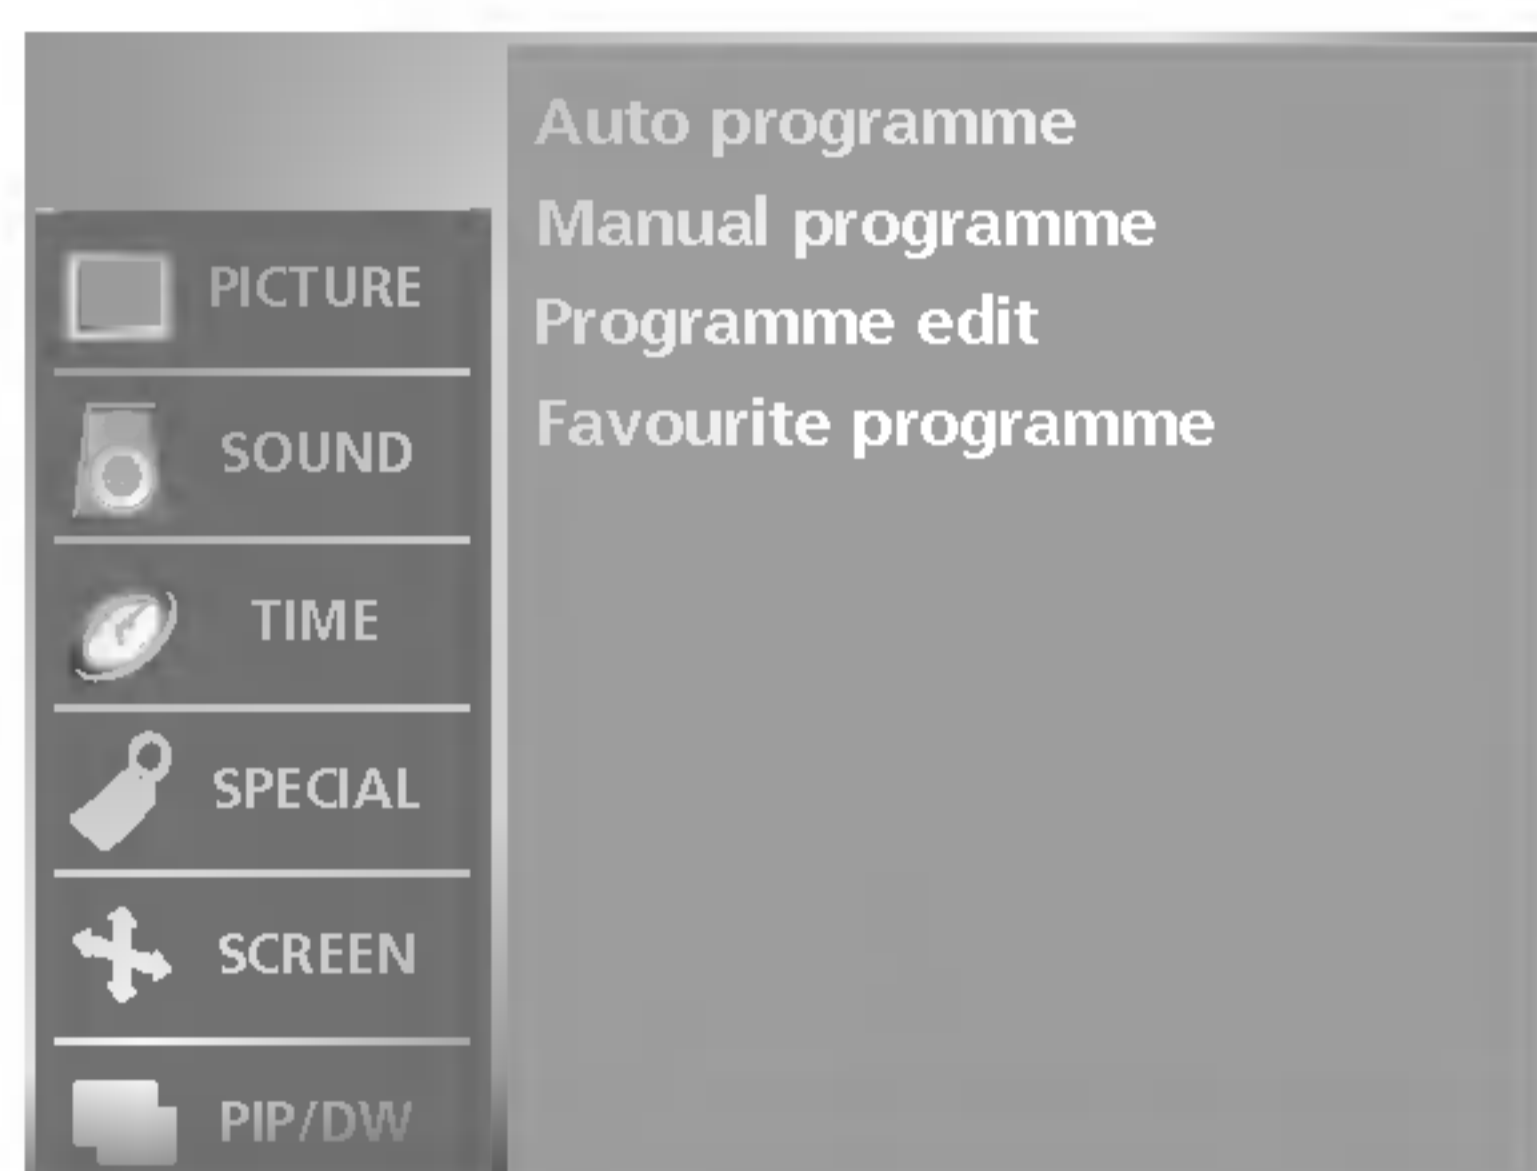 Auto programme
Manual programme
Programme edit
Favourite programme
PICTURE
SOUND
TIME
SPECIAL
SCREEN
PIP/DW